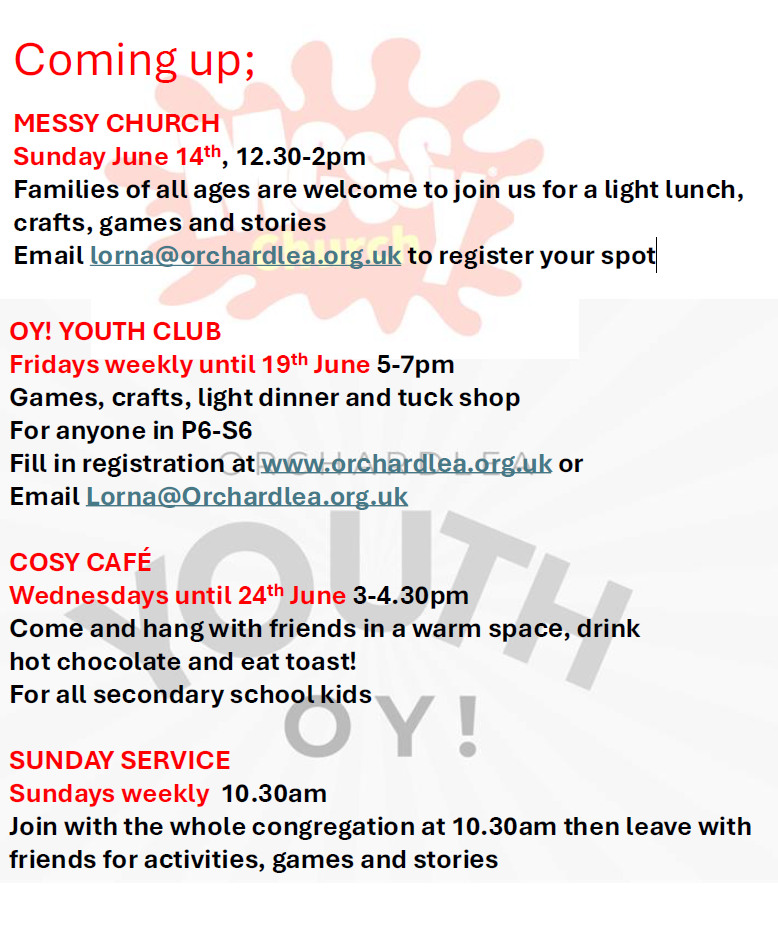 Coming up;
MESSY CHURCH
Sunday June 14th, 12.30-2pm
Families of all ages are welcome to join us for a light lunch,
crafts, games and stories
Email lorna@orchardlea.org.uk to register your spot
Messy
Church
OY! YOUTH CLUB
Fridays weekly until 19th June 5-7pm
Games, crafts, light dinner and tuck shop
For anyone in P6-S6
Fill in registration at www.orchardlea.org.uk or
Email Lorna@Orchardlea.org.uk
ORCHARDLEA
YOUTH
OY!
COSY CAFÉ
Wednesdays until 24th June 3-4.30pm
Come and hang with friends in a warm space, drink
hot chocolate and eat toast!
For all secondary school kids
SUNDAY SERVICE
Sundays weekly  10.30am
Join with the whole congregation at 10.30am then leave with
friends for activities, games and stories